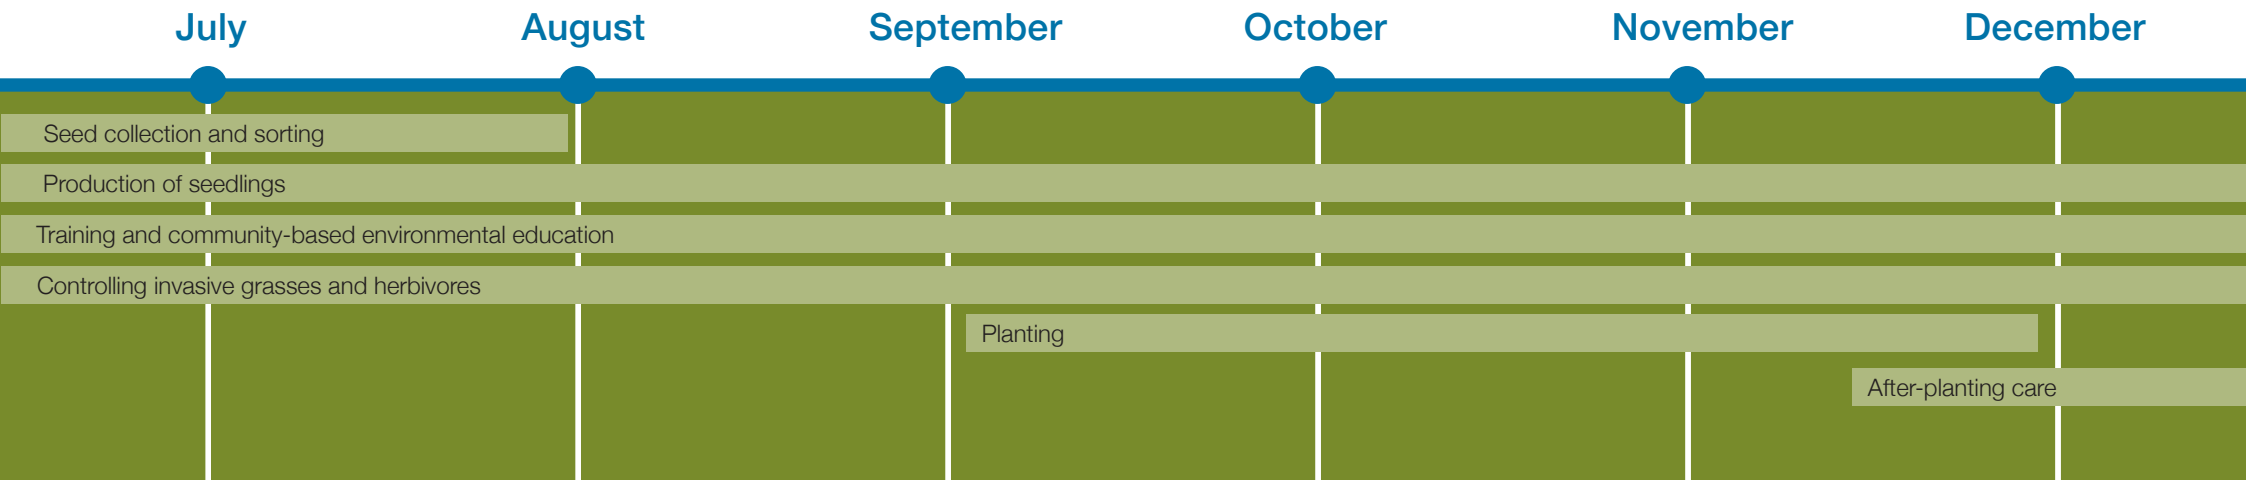 July August September October November December
Seed collection and sorting
Production of seedlings
Training and community-based environmental education
Controlling invasive grasses and herbivores
Planting
After-planting care